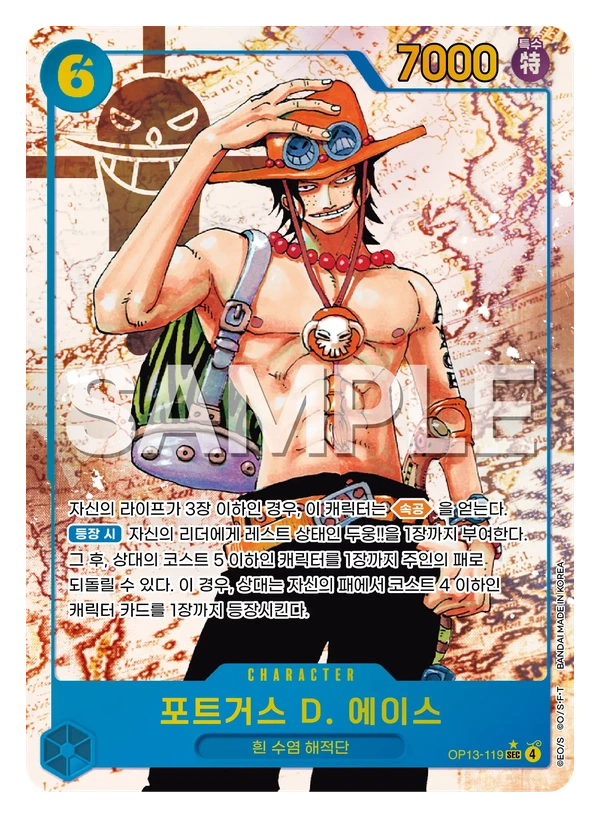 6
7000
특수
特
SAMPLE
자신의 라이프가 3장 이하인 경우, 이 캐릭터는 속공 을 얻는다.
등장 시 자신의 리더에게 레스트 상태인 두웅!!을 1장까지 부여한다.
그 후, 상대의 코스트 5 이하인 캐릭터를 1장까지 주인의 패로
되돌릴 수 있다. 이 경우, 상대는 자신의 패에서 코스트 4 이하인
캐릭터 카드를 1장까지 등장시킨다.
CHARACTER
포트거스 D. 에이스
흰 수염 해적단
OP13-119 SEC 4
©E.O/S ©O/S·F·T BANDAI MADE IN KOREA